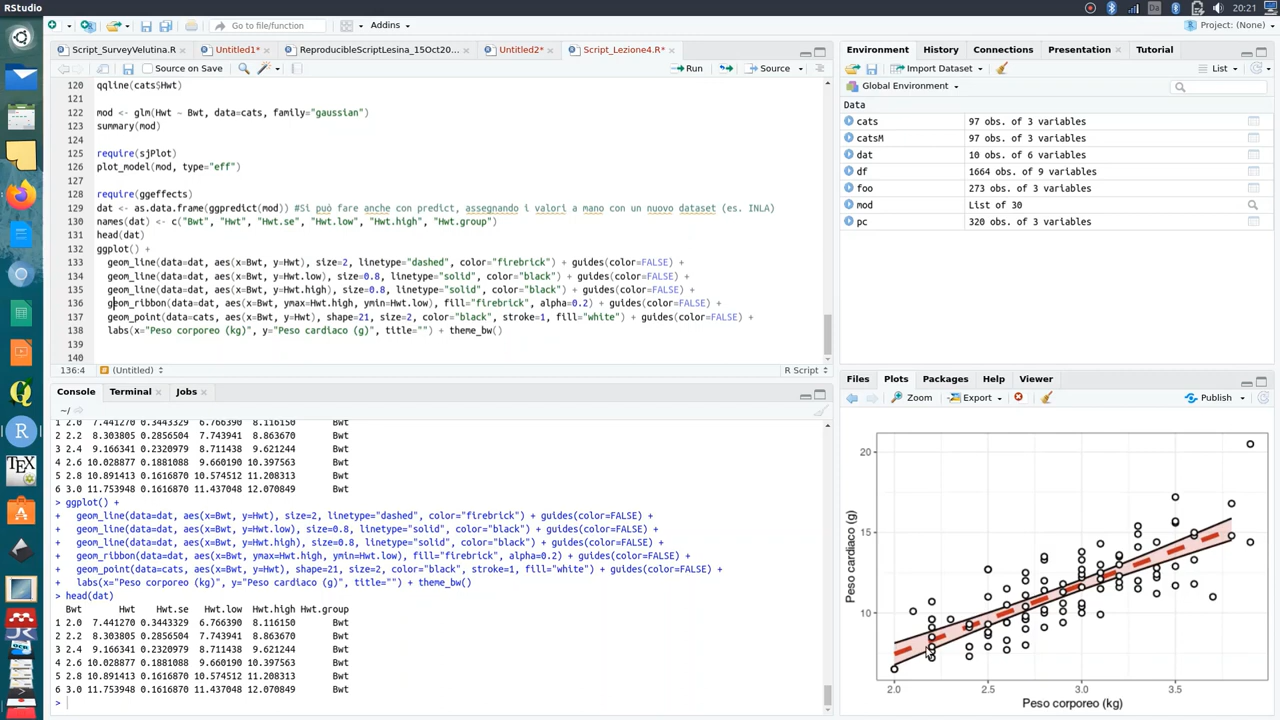 RStudio
Da
20:21
Go to file/function
Addins
Project: (None)
Script_SurveyVelutina.R
Untitled1*
ReproducibleScriptLesina_15Oct20...
Untitled2*
Script_Lezione4.R*
Source on Save
Run
Source
120 qqline(cats$Hwt)
121
122 mod <- glm(Hwt ~ Bwt, data=cats, family="gaussian")
123 summary(mod)
124
125 require(sjPlot)
126 plot_model(mod, type="eff")
127
128 require(ggeffects)
129 dat <- as.data.frame(ggpredict(mod)) #Si può fare anche con predict, assegnando i valori a mano con un nuovo dataset (es. INLA)
130 names(dat) <- c("Bwt", "Hwt", "Hwt.se", "Hwt.low", "Hwt.high", "Hwt.group")
131 head(dat)
132 ggplot() +
133 geom_line(data=dat, aes(x=Bwt, y=Hwt), size=2, linetype="dashed", color="firebrick") + guides(color=FALSE) +
134 geom_line(data=dat, aes(x=Bwt, y=Hwt.low), size=0.8, linetype="solid", color="black") + guides(color=FALSE) +
135 geom_line(data=dat, aes(x=Bwt, y=Hwt.high), size=0.8, linetype="solid", color="black") + guides(color=FALSE) +
136 geom_ribbon(data=dat, aes(x=Bwt, ymax=Hwt.high, ymin=Hwt.low), fill="firebrick", alpha=0.2) + guides(color=FALSE) +
137 geom_point(data=cats, aes(x=Bwt, y=Hwt), shape=21, size=2, color="black", stroke=1, fill="white") + guides(color=FALSE) +
138 labs(x="Peso corporeo (kg)", y="Peso cardiaco (g)", title="") + theme_bw()
139
140
136:4 (Untitled) R Script
Console Terminal Jobs
~/
1 2.0 7.441270 0.3443329 6.766390 8.116150 Bwt
2 2.2 8.303805 0.2856504 7.743941 8.863670 Bwt
3 2.4 9.166341 0.2320979 8.711438 9.621244 Bwt
4 2.6 10.028877 0.1881088 9.660190 10.397563 Bwt
5 2.8 10.891413 0.1616870 10.574512 11.208313 Bwt
6 3.0 11.753948 0.1616870 11.437048 12.070849 Bwt
> ggplot() +
+ geom_line(data=dat, aes(x=Bwt, y=Hwt), size=2, linetype="dashed", color="firebrick") + guides(color=FALSE) +
+ geom_line(data=dat, aes(x=Bwt, y=Hwt.low), size=0.8, linetype="solid", color="black") + guides(color=FALSE) +
+ geom_line(data=dat, aes(x=Bwt, y=Hwt.high), size=0.8, linetype="solid", color="black") + guides(color=FALSE) +
+ geom_ribbon(data=dat, aes(x=Bwt, ymax=Hwt.high, ymin=Hwt.low), fill="firebrick", alpha=0.2) + guides(color=FALSE) +
+ geom_point(data=cats, aes(x=Bwt, y=Hwt), shape=21, size=2, color="black", stroke=1, fill="white") + guides(color=FALSE) +
+ labs(x="Peso corporeo (kg)", y="Peso cardiaco (g)", title="") + theme_bw()
> head(dat)
Bwt Hwt Hwt.se Hwt.low Hwt.high Hwt.group
1 2.0 7.441270 0.3443329 6.766390 8.116150 Bwt
2 2.2 8.303805 0.2856504 7.743941 8.863670 Bwt
3 2.4 9.166341 0.2320979 8.711438 9.621244 Bwt
4 2.6 10.028877 0.1881088 9.660190 10.397563 Bwt
5 2.8 10.891413 0.1616870 10.574512 11.208313 Bwt
6 3.0 11.753948 0.1616870 11.437048 12.070849 Bwt
>
Environment History Connections Presentation Tutorial
Import Dataset
List
Global Environment
Data
cats 97 obs. of 3 variables
catsM 97 obs. of 3 variables
dat 10 obs. of 6 variables
df 1664 obs. of 9 variables
foo 273 obs. of 3 variables
mod List of 30
pc 320 obs. of 3 variables
Files Plots Packages Help Viewer
Zoom Export Publish
20
15
10
Peso cardiaco (g)
2.0 2.5 3.0 3.5
Peso corporeo (kg)